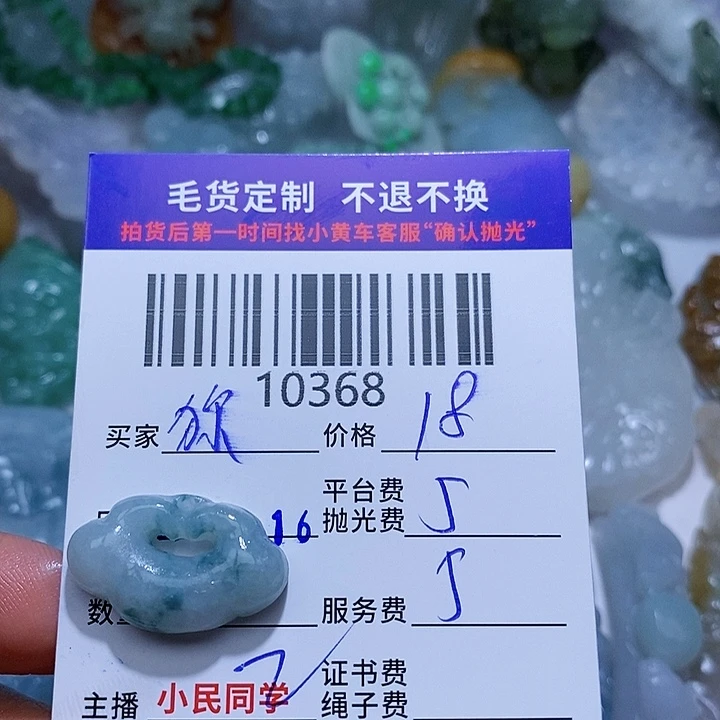 毛货定制 不退不换
拍货后第一时间找小黄车客服“确认抛光”
10368
买家 你 价格 18
平台费
16 抛光费 5
数 服务费 5
证书费
主播 小民同学 绳子费